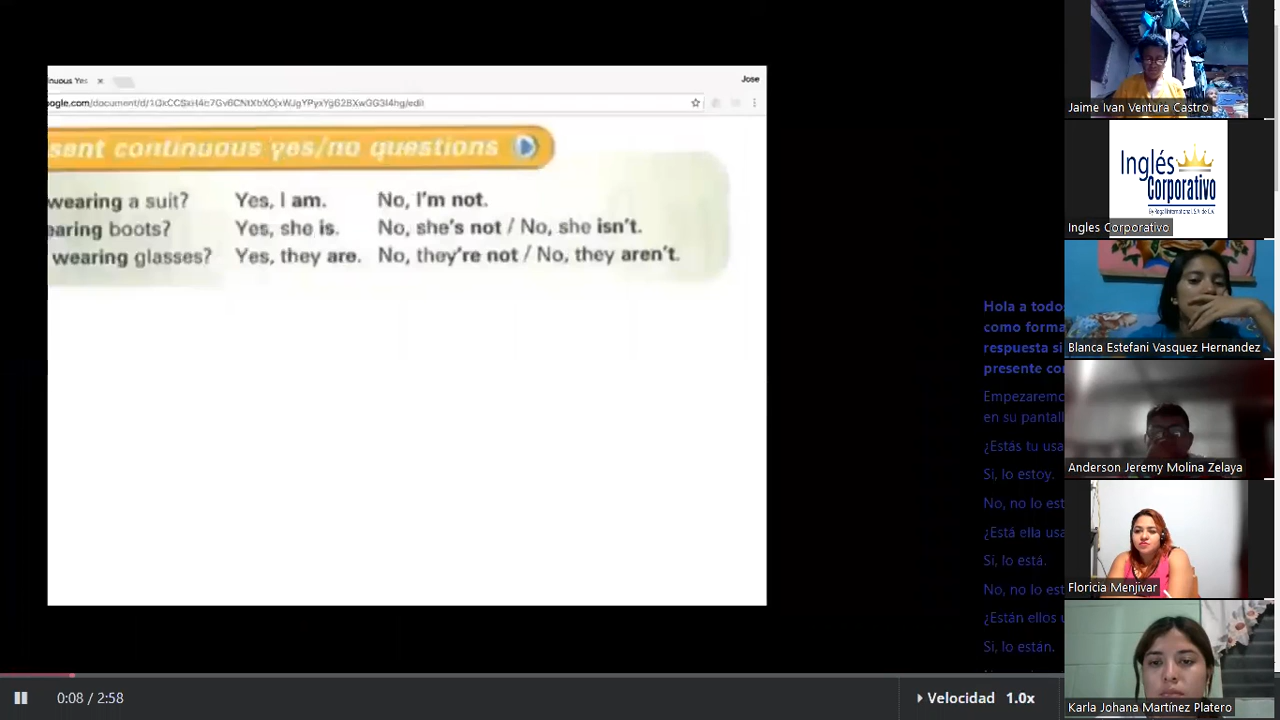 nuous Yes
Jose
ogle.com/document/d/
/edit
sent continuous yes/no questions
wearing a suit? Yes, I am. No, I'm not.
earing boots? Yes, she is. No, she's not / No, she isn't.
wearing glasses? Yes, they are. No, they're not / No, they aren't.
Hola a todo
como forma
respuesta si
presente co
Empezaremo
en su pantal
¿Estás tu usa
Si, lo estoy.
No, no lo est
¿Está ella usa
Sí, lo está.
No, no lo est
¿Están ellos u
Si, lo están.
0:08 / 2:58
Velocidad 1.0x
Jaime Ivan Ventura Castro
Inglés
Corporativo
Ingles Corporativo
Blanca Estefani Vasquez Hernandez
Anderson Jeremy Molina Zelaya
Floricia Menjivar
Karla Johana Martínez Platero